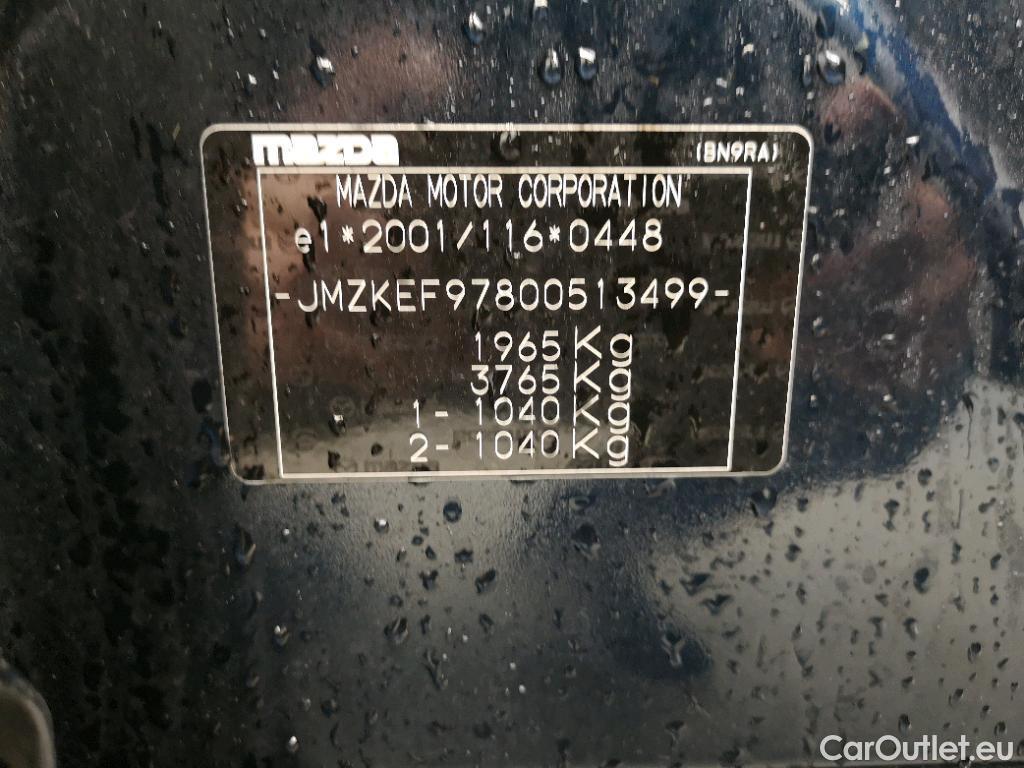 mazda
(BN9RA)
MAZDA MOTOR CORPORATION
e1*2001/116*0448
-JMZKEF97800513499-
1965 Kg
3765 Kg
1- 1040 Kg
2- 1040 Kg
CarOutlet.eu